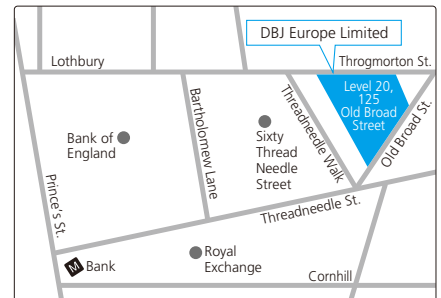 DBJ Europe Limited
Lothbury
Throgmorton St.
Level 20,
125
Old Broad
Street
Bartholomew Lane
Threadneedle Walk
Old Broad St.
Bank of
England
Sixty
Thread
Needle
Street
Prince's St.
Threadneedle St.
Royal
Exchange
M Bank
Cornhill